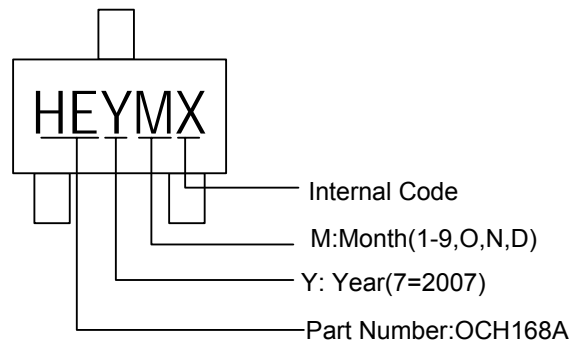 HEYMX
Internal Code
M:Month(1-9,O,N,D)
Y: Year(7=2007)
Part Number:OCH168A